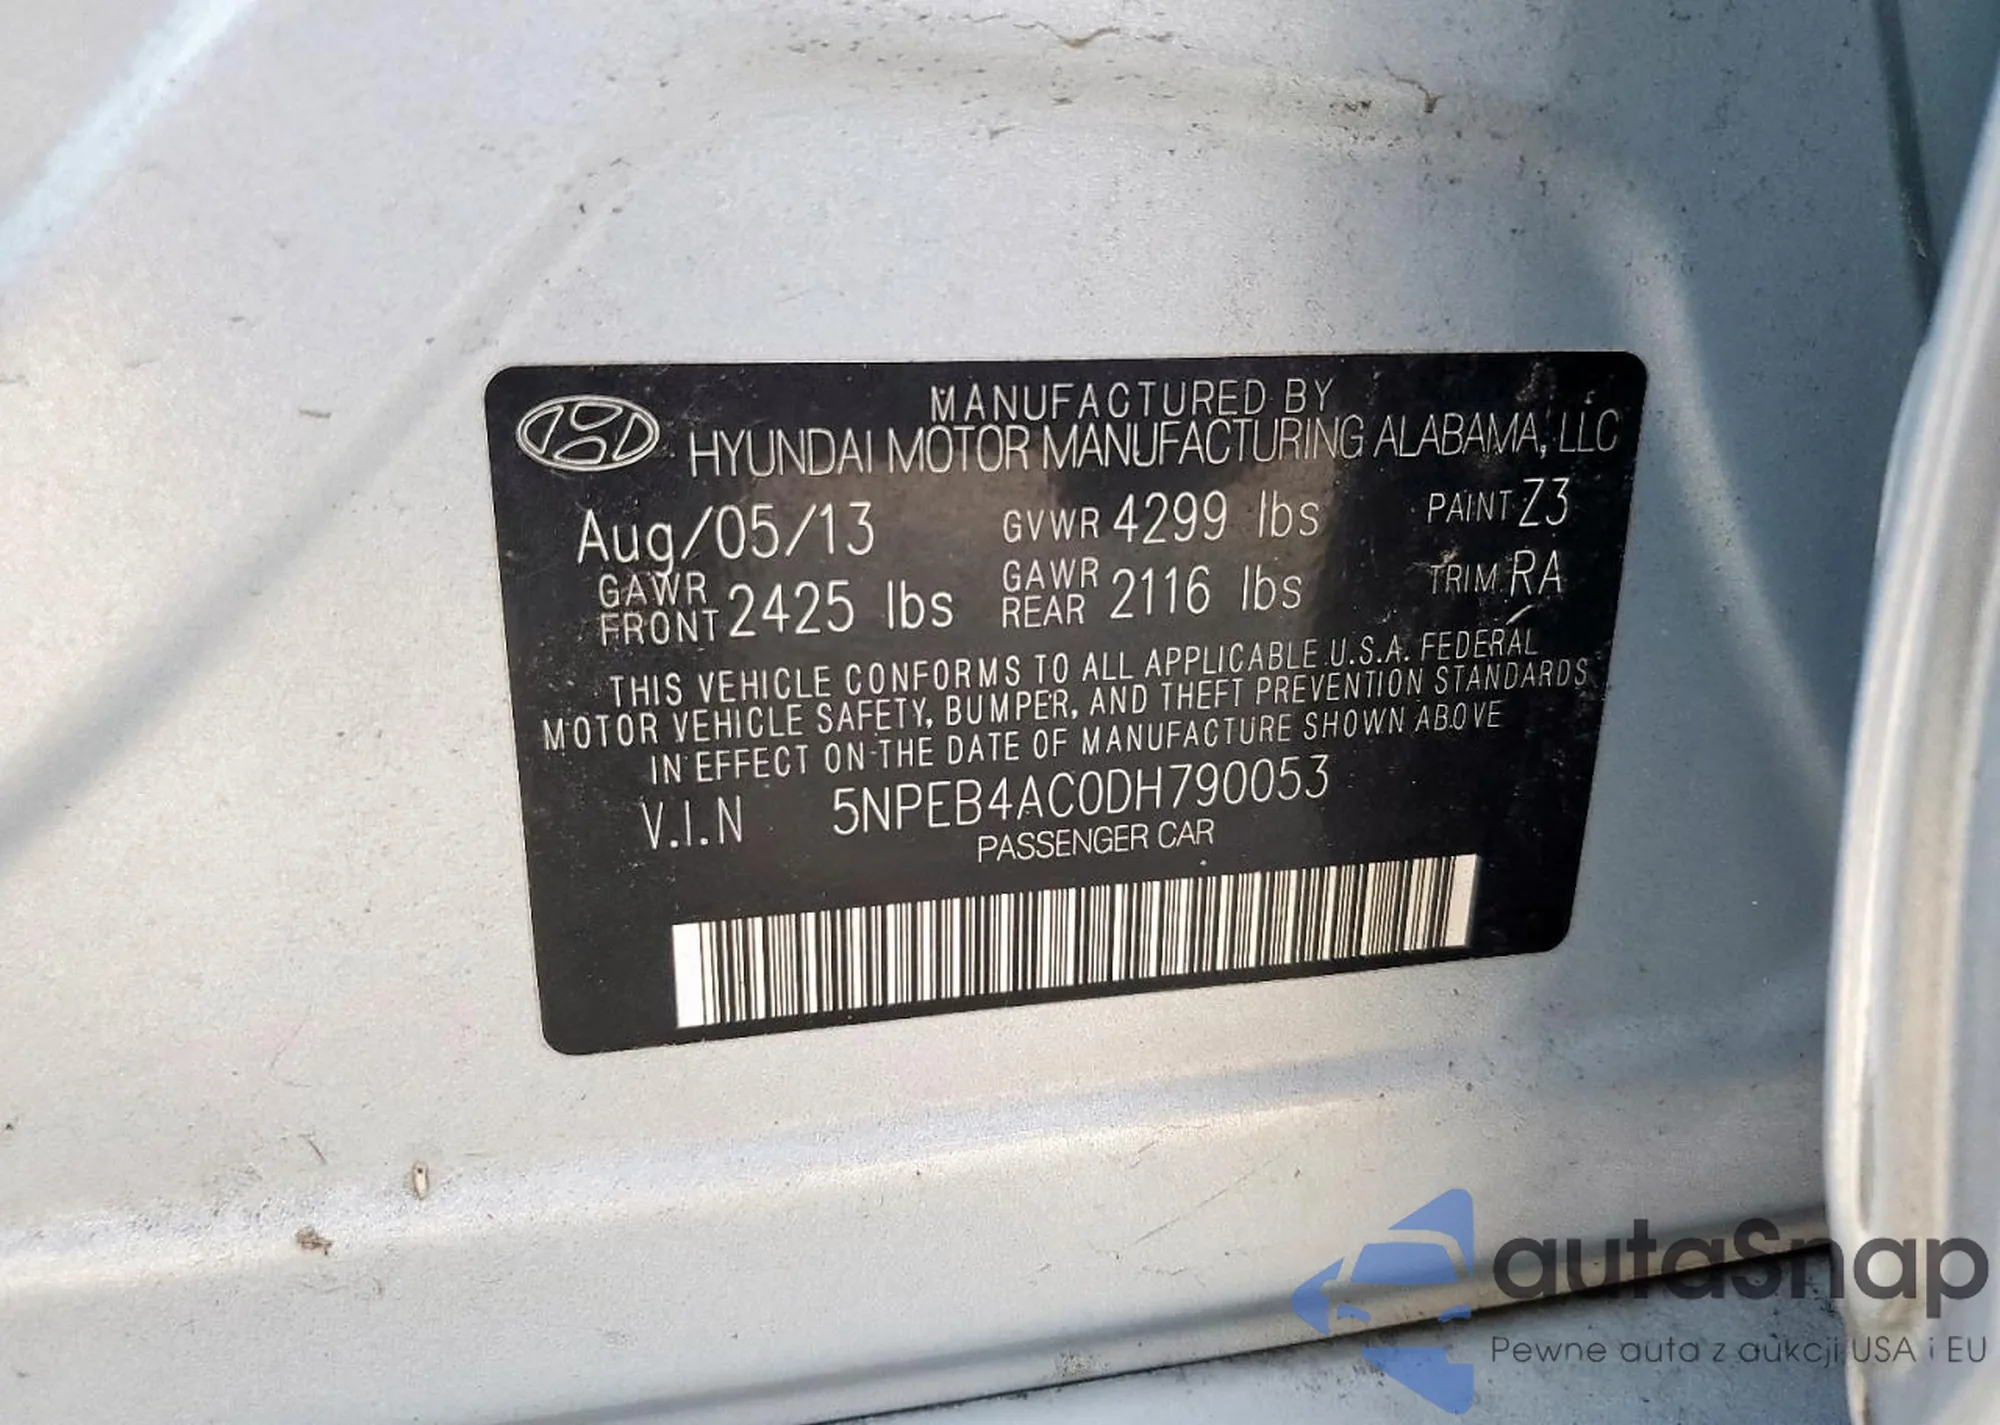 MANUFACTURED BY
HYUNDAI MOTOR MANUFACTURING ALABAMA, LLC
Aug/05/13 GVWR 4299 lbs PAINT Z3
GAWR FRONT 2425 lbs GAWR REAR 2116 lbs TRIM RA
THIS VEHICLE CONFORMS TO ALL APPLICABLE U.S.A. FEDERAL
MOTOR VEHICLE SAFETY, BUMPER, AND THEFT PREVENTION STANDARDS
IN EFFECT ON THE DATE OF MANUFACTURE SHOWN ABOVE
V.I.N 5NPEB4AC0DH790053
PASSENGER CAR
autaSnap
Pewne auta z aukcji USA i EU